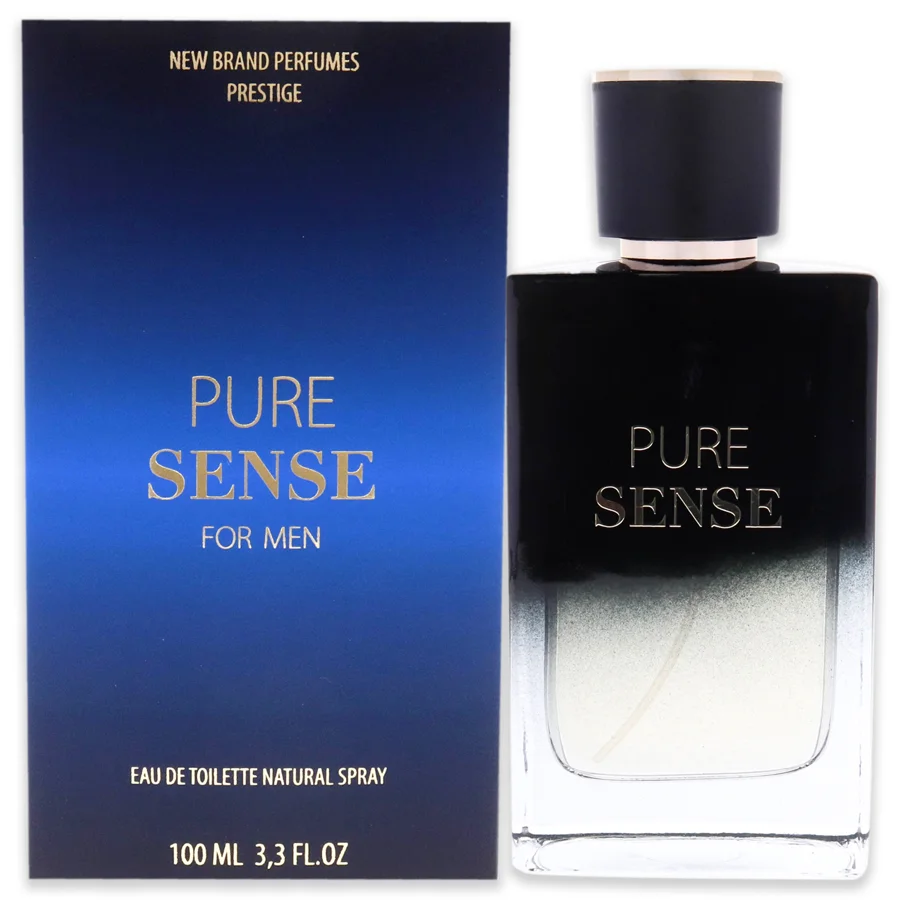 NEW BRAND PERFUMES
PRESTIGE
PURE
SENSE
FOR MEN
EAU DE TOILETTE NATURAL SPRAY
100 ML 3,3 FL.OZ
PURE
SENSE